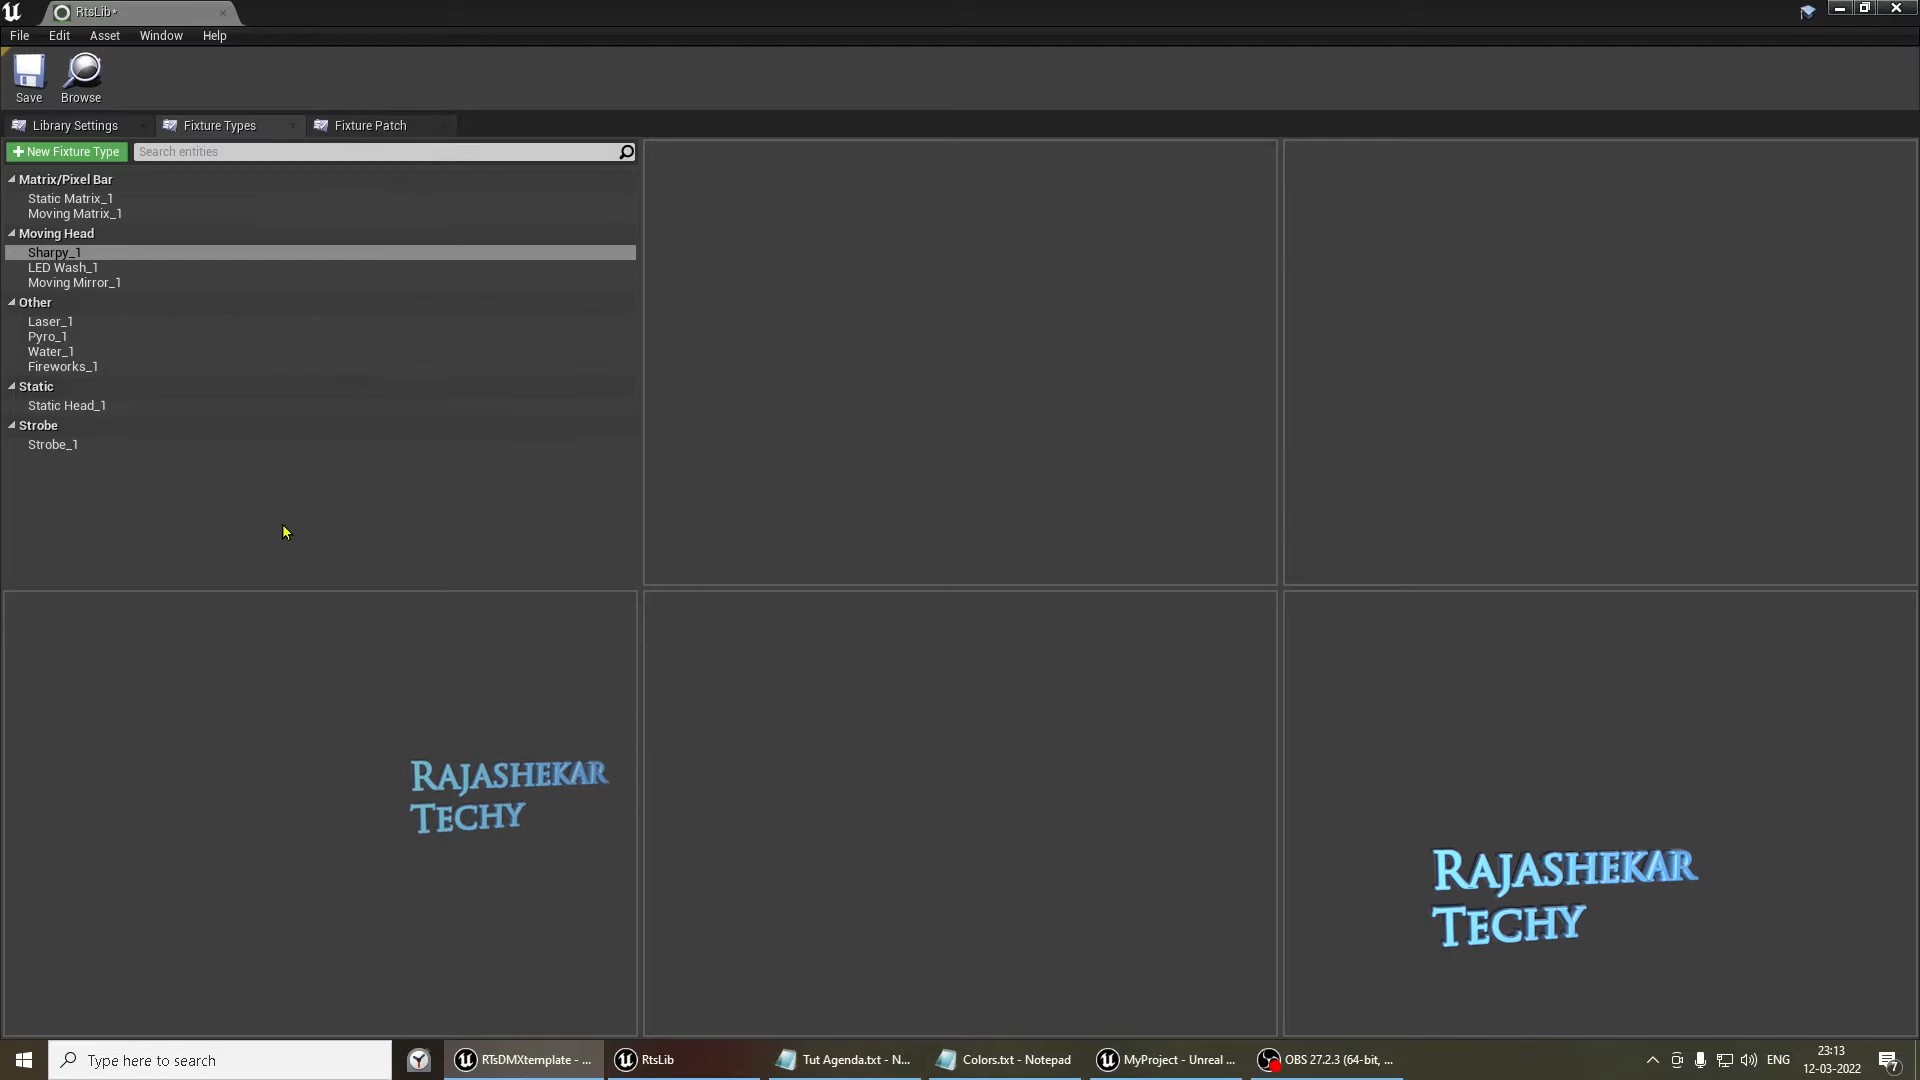 RtsLib*
File Edit Asset Window Help
Save Browse
Library Settings Fixture Types Fixture Patch
New Fixture Type Search entities
Matrix/Pixel Bar
Static Matrix_1
Moving Matrix_1
Moving Head
Sharpy_1
LED Wash_1
Moving Mirror_1
Other
Laser_1
Pyro_1
Water_1
Fireworks_1
Static
Static Head_1
Strobe
Strobe_1
RAJASHEKAR
TECHY
RAJASHEKAR
TECHY
Type here to search RTsDMXtemplate - ... RtsLib Tut Agenda.txt - N... Colors.txt - Notepad MyProject - Unreal ... OBS 27.2.3 (64-bit, ... ENG 23:13
12-03-2022 7